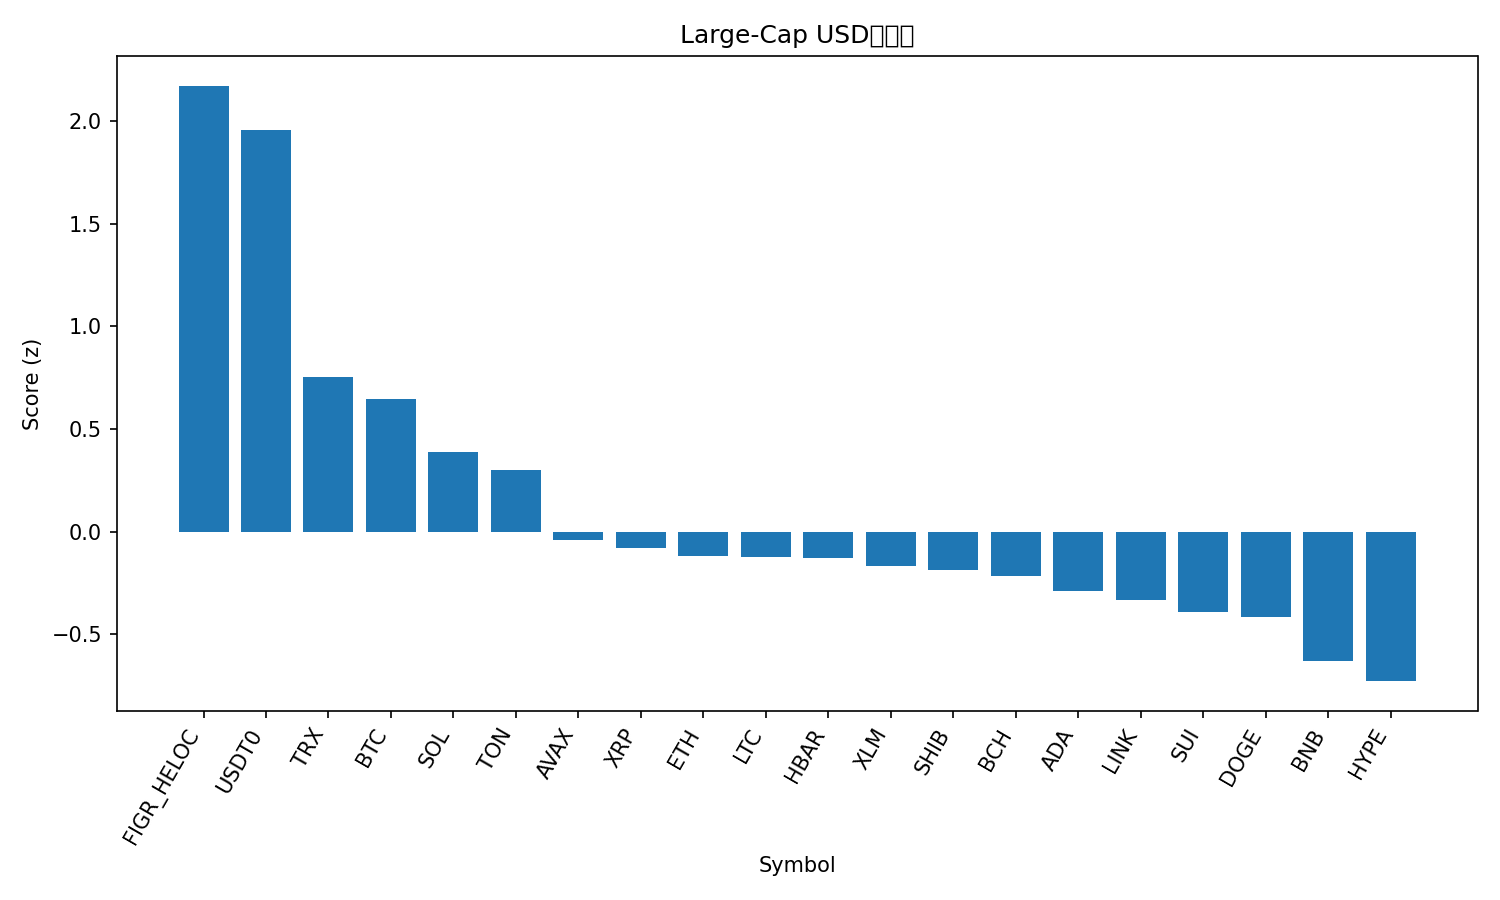 Large-Cap USD
Score (z)
2.0
1.5
1.0
0.5
0.0
−0.5
FIGR_HELOC
USDT0
TRX
BTC
SOL
TON
AVAX
XRP
ETH
LTC
HBAR
XLM
SHIB
BCH
ADA
LINK
SUI
DOGE
BNB
HYPE
Symbol